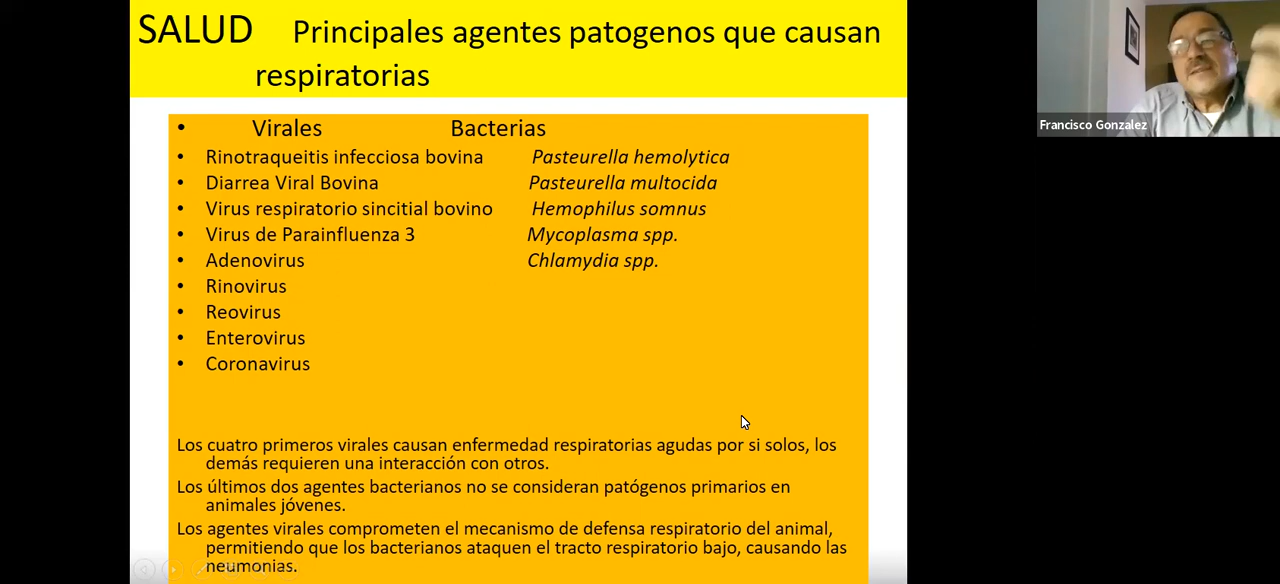 SALUD Principales agentes patogenos que causan
respiratorias
Francisco Gonzalez
• Virales Bacterias
• Rinotraqueitis infecciosa bovina Pasteurella hemolytica
• Diarrea Viral Bovina Pasteurella multocida
• Virus respiratorio sincitial bovino Hemophilus somnus
• Virus de Parainfluenza 3 Mycoplasma spp.
• Adenovirus Chlamydia spp.
• Rinovirus
• Reovirus
• Enterovirus
• Coronavirus
Los cuatro primeros virales causan enfermedad respiratorias agudas por si solos, los
demás requieren una interacción con otros.
Los últimos dos agentes bacterianos no se consideran patógenos primarios en
animales jóvenes.
Los agentes virales comprometen el mecanismo de defensa respiratorio del animal,
permitiendo que los bacterianos ataquen el tracto respiratorio bajo, causando las
neumonias.